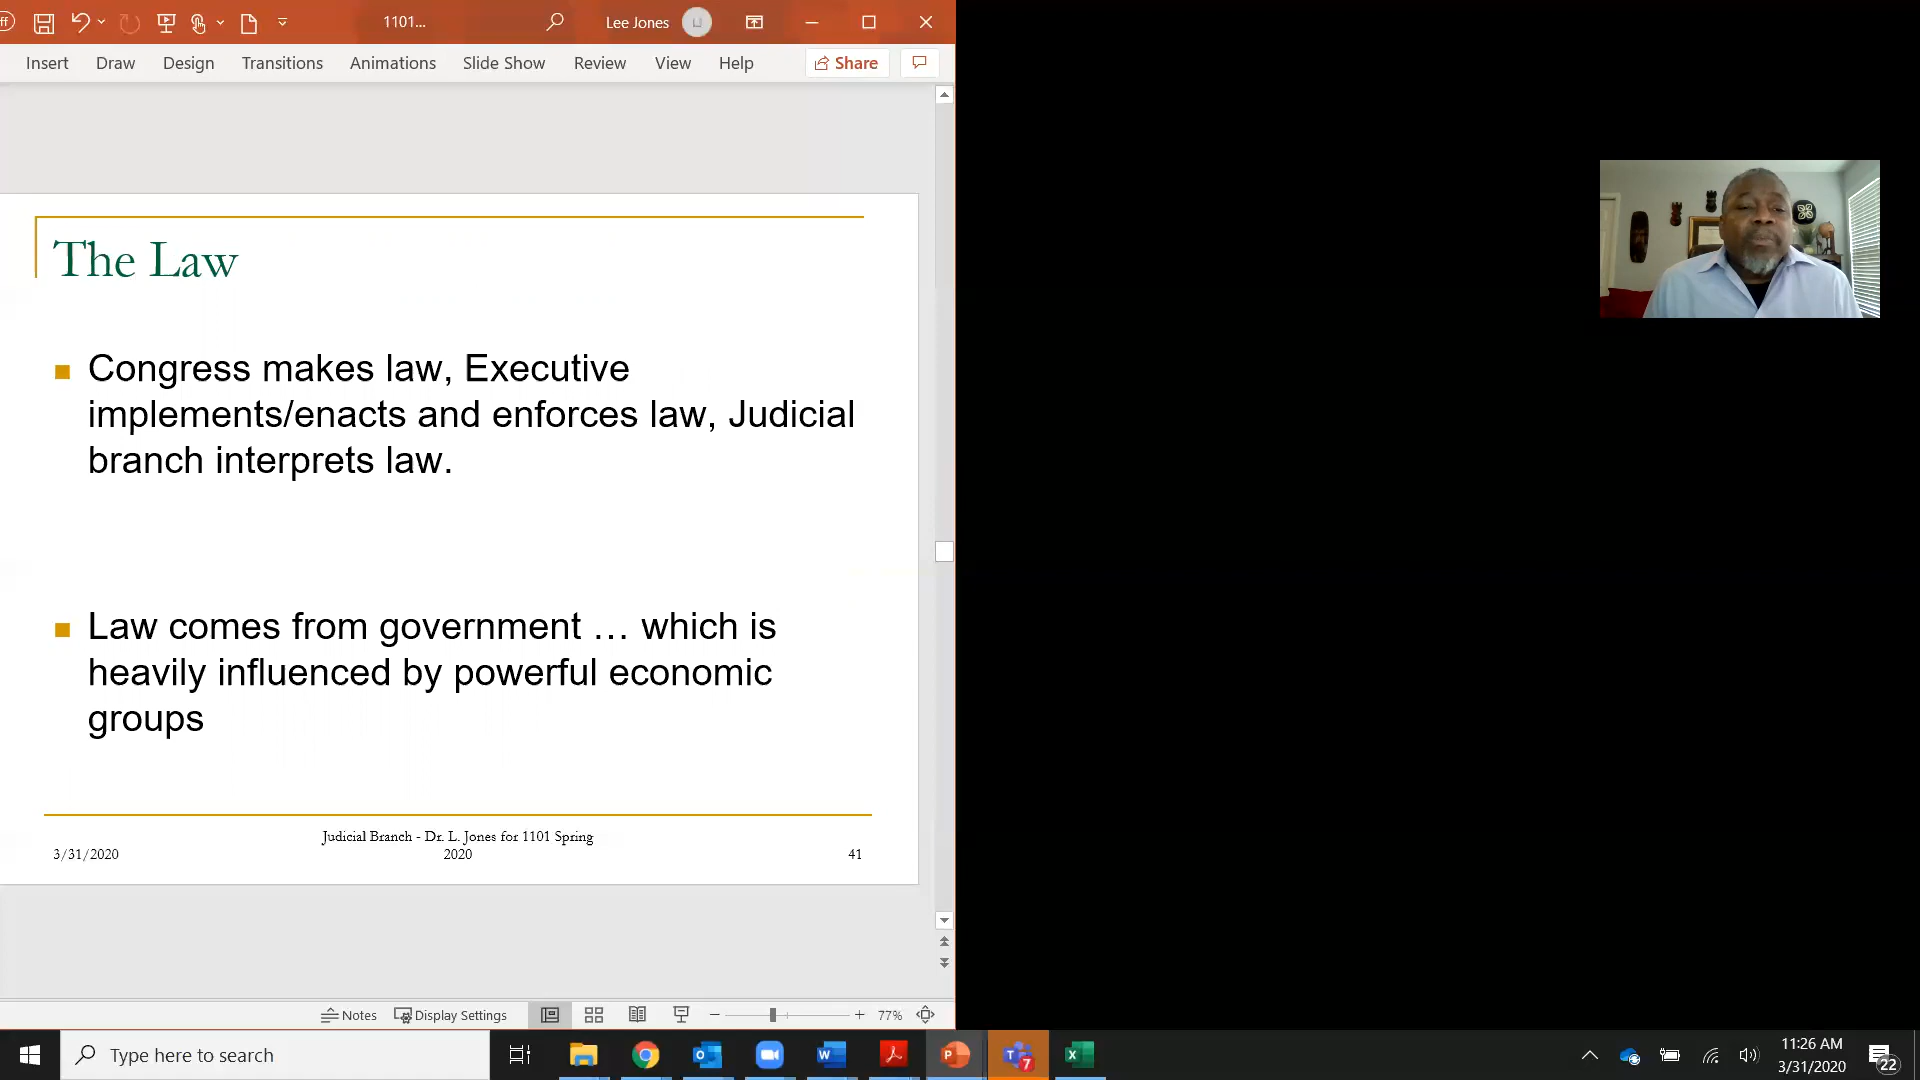 ff
1101...
Lee Jones
LJ
Insert Draw Design Transitions Animations Slide Show Review View Help Share
The Law
Congress makes law, Executive
implements/enacts and enforces law, Judicial
branch interprets law.
Law comes from government … which is
heavily influenced by powerful economic
groups
Judicial Branch - Dr. L. Jones for 1101 Spring
3/31/2020 2020 41
Notes Display Settings 77%
Type here to search
11:26 AM
3/31/2020
7
22